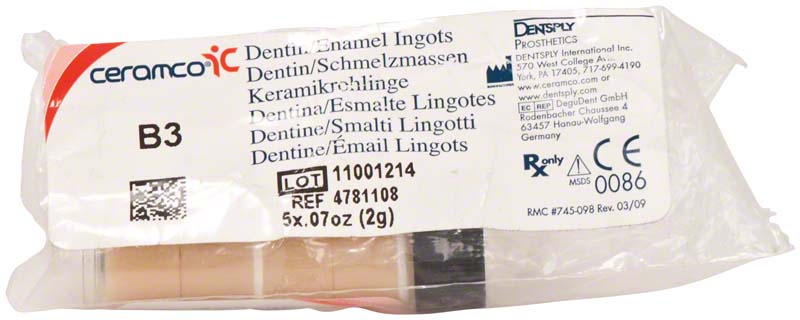 ceramco® iC
B3
Dentin/Enamel Ingots
Dentin/Schmelzmassen
Keramikrohlinge
Dentina/Esmalte Lingotes
Dentine/Smalti Lingotti
Dentine/Émail Lingots
LOT 11001214
REF 4781108
5x.07oz (2g)
DENTSPLY
PROSTHETICS
DENTSPLY International Inc.
570 West College Av
York, PA 17405, 717-699-4190
www.ceramco.com or
www.dentsply.com
EC REP DeguDent GmbH
Rodenbacher Chaussee 4
63457 Hanau-Wolfgang
Germany
Rx only
MSDS
CE
0086
RMC #745-098 Rev. 03/09